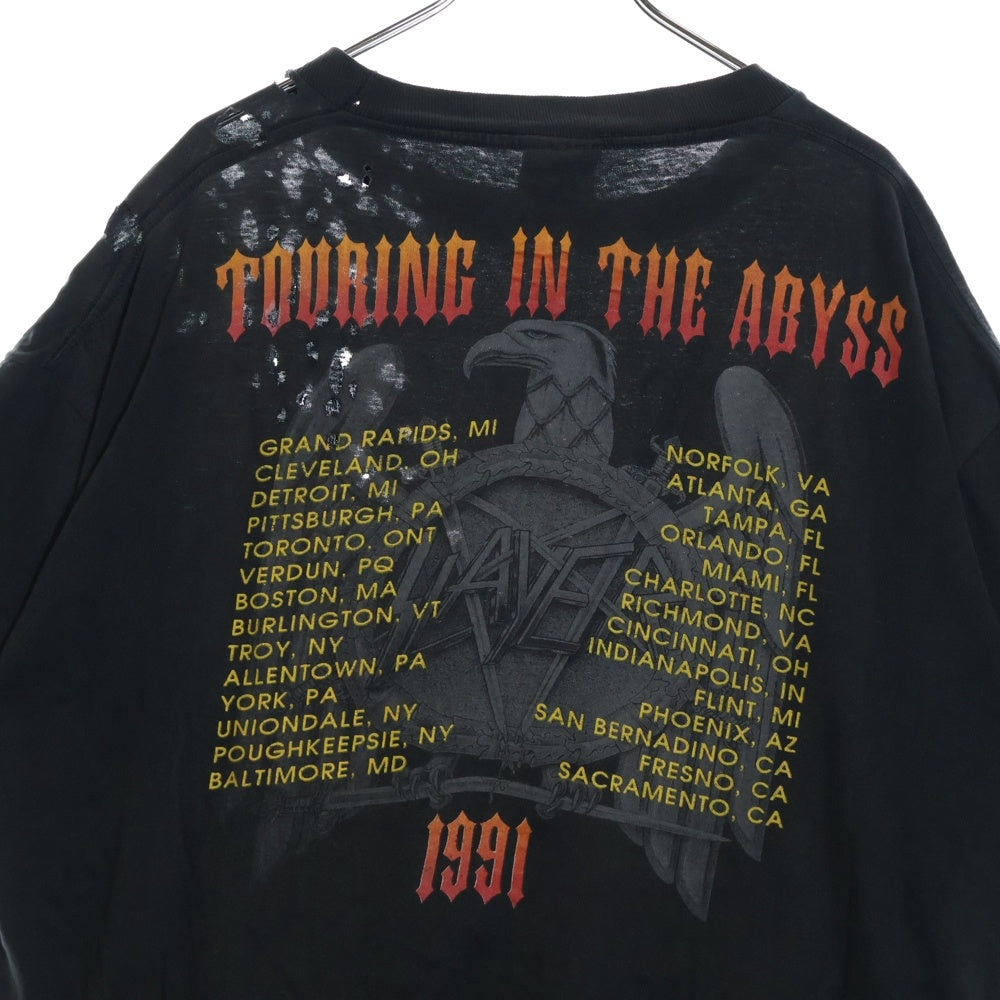 TOURING IN THE ABYSS
GRAND RAPIDS, MI
CLEVELAND, OH
DETROIT, MI
PITTSBURGH, PA
TORONTO, ONT
VERDUN, PQ
BOSTON, MA
BURLINGTON, VT
TROY, NY
ALLENTOWN, PA
YORK, PA
UNIONDALE, NY
POUGHKEEPSIE, NY
BALTIMORE, MD
SLAYER
NORFOLK, VA
ATLANTA, GA
TAMPA, FL
ORLANDO, FL
MIAMI, FL
CHARLOTTE, NC
RICHMOND, VA
CINCINNATI, OH
INDIANAPOLIS, IN
FLINT, MI
PHOENIX, AZ
SAN BERNADINO, CA
FRESNO, CA
SACRAMENTO, CA
1991